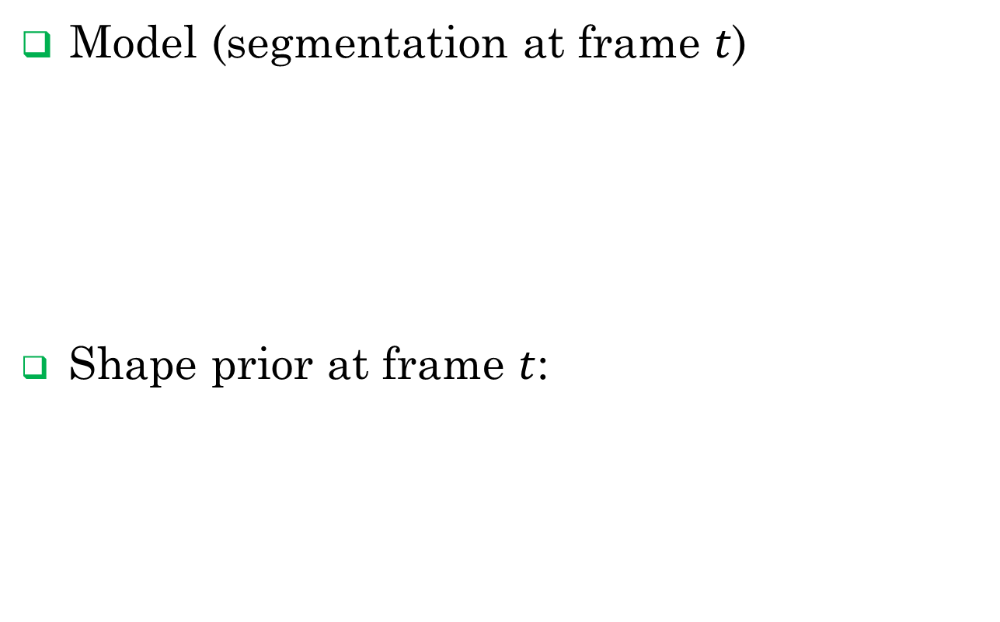 Model (segmentation at frame t)
Shape prior at frame t: